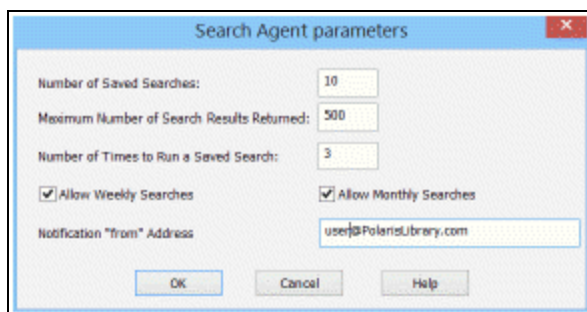 Search Agent parameters
Number of Saved Searches: 10
Maximum Number of Search Results Returned: 500
Number of Times to Run a Saved Search: 3
Allow Weekly Searches Allow Monthly Searches
Notification "from" Address user@PolarisLibrary.com
OK Cancel Help